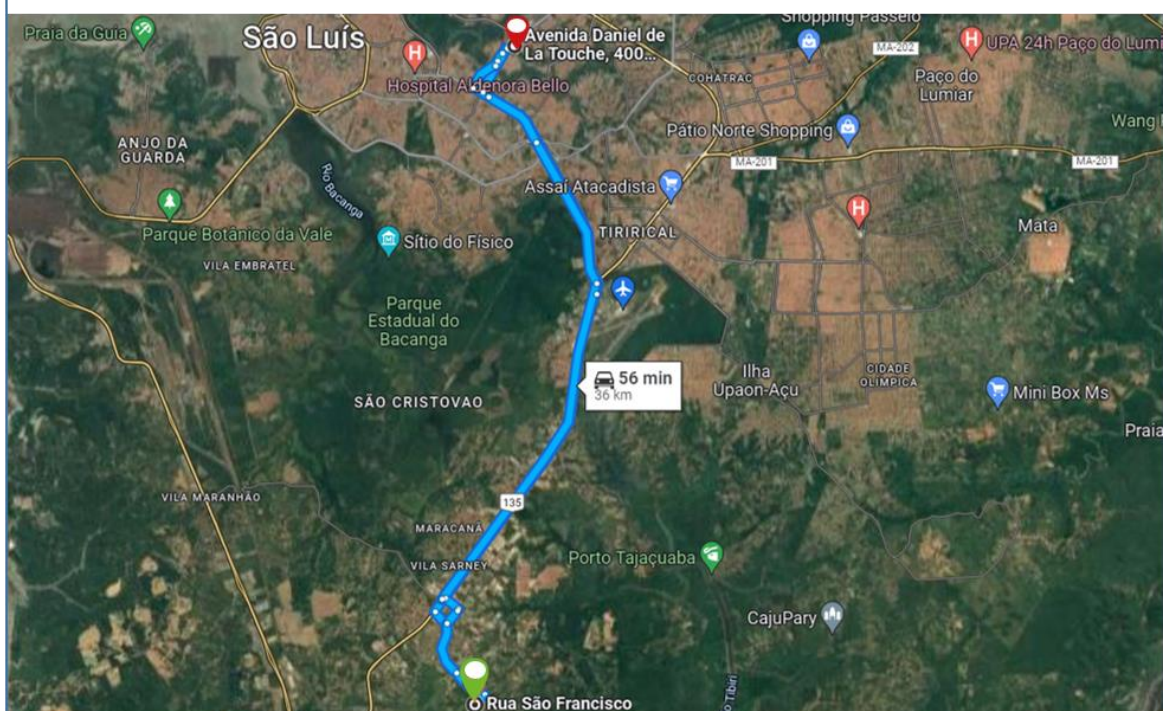 Praia da Guia
São Luís
Avenida Daniel de
La Touche, 400...
Shopping Passeio
MA-202
UPA 24h Paço do Lumi
Hospital Aldenora Bello
COHATRAC
Paço do
Lumiar
ANJO DA
GUARDA
Pátio Norte Shopping
Wang
MA-201
MA-201
Rio Bacanga
Assaí Atacadista
Parque Botânico da Vale
Sítio do Físico
TIRIRICAL
Mata
VILA EMBRATEL
Parque
Estadual do
Bacanga
56 min
36 km
Ilha
Upaon-Açu
CIDADE
OLÍMPICA
SÃO CRISTOVAO
Mini Box Ms
Praia
VILA MARANHÃO
135
MARACANÃ
VILA SARNEY
Porto Tajaçuaba
CajuPary
o Tibiri
Rua São Francisco